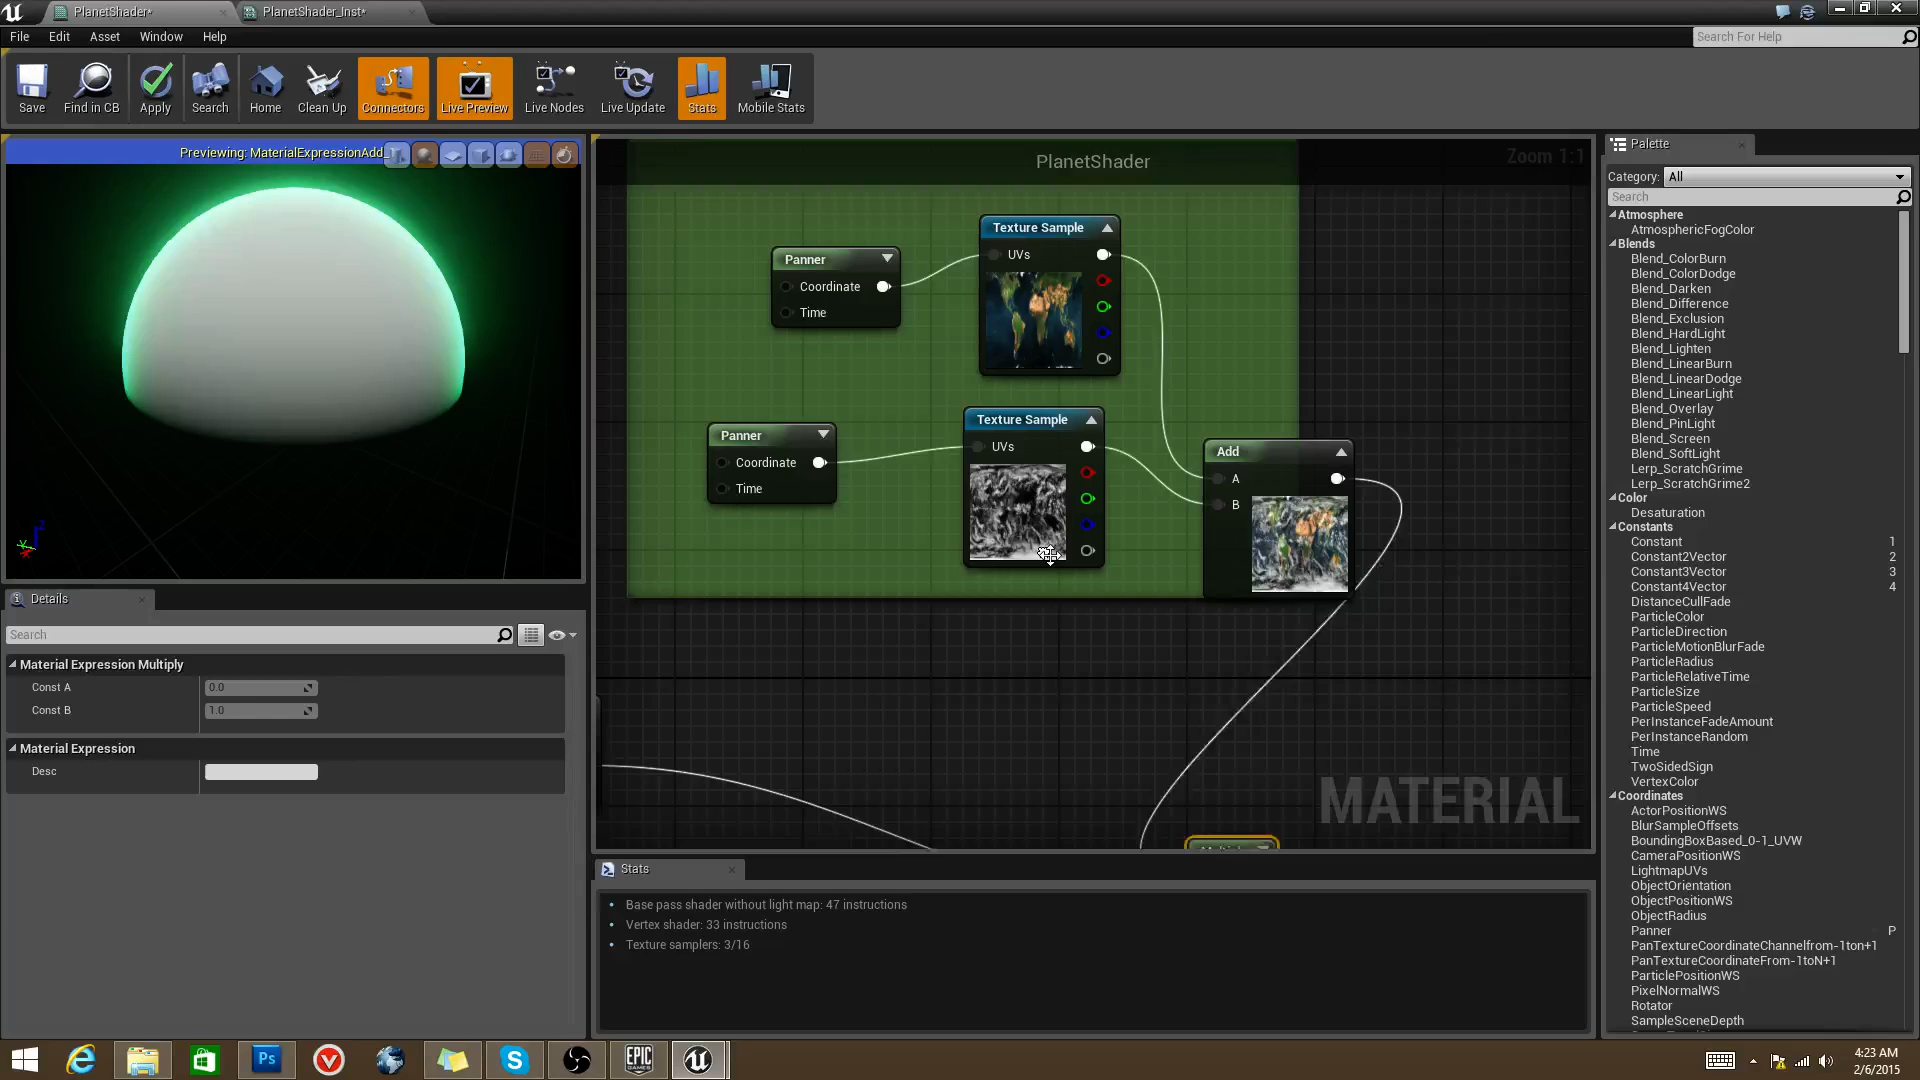 PlanetShader*
PlanetShader_Inst*
File
Edit
Asset
Window
Help
Search For Help
Save
Find in CB
Apply
Search
Home
Clean Up
Connectors
Live Preview
Live Nodes
Live Update
Stats
Mobile Stats
Previewing: MaterialExpressionAdd_
PlanetShader
Zoom 1:1
Texture Sample
UVs
Panner
Coordinate
Time
Texture Sample
UVs
Panner
Coordinate
Time
Add
A
B
MATERIAL
Details
Search
Material Expression Multiply
Const A
0.0
Const B
1.0
Material Expression
Desc
Stats
• Base pass shader without light map: 47 instructions
• Vertex shader: 33 instructions
• Texture samplers: 3/16
Palette
Category: All
Search
Atmosphere
AtmosphericFogColor
Blends
Blend_ColorBurn
Blend_ColorDodge
Blend_Darken
Blend_Difference
Blend_Exclusion
Blend_HardLight
Blend_Lighten
Blend_LinearBurn
Blend_LinearDodge
Blend_LinearLight
Blend_Overlay
Blend_PinLight
Blend_Screen
Blend_SoftLight
Lerp_ScratchGrime
Lerp_ScratchGrime2
Color
Desaturation
Constants
Constant 1
Constant2Vector 2
Constant3Vector 3
Constant4Vector 4
DistanceCullFade
ParticleColor
ParticleDirection
ParticleMotionBlurFade
ParticleRadius
ParticleRelativeTime
ParticleSize
ParticleSpeed
PerInstanceFadeAmount
PerInstanceRandom
Time
TwoSidedSign
VertexColor
Coordinates
ActorPositionWS
BlurSampleOffsets
BoundingBoxBased_0-1_UVW
CameraPositionWS
LightmapUVs
ObjectOrientation
ObjectPositionWS
ObjectRadius
Panner P
PanTextureCoordinateChannelfrom-1ton+1
PanTextureCoordinateFrom-1toN+1
ParticlePositionWS
PixelNormalWS
Rotator
SampleSceneDepth
Ps
EPIC
GAMES
4:23 AM
2/6/2015